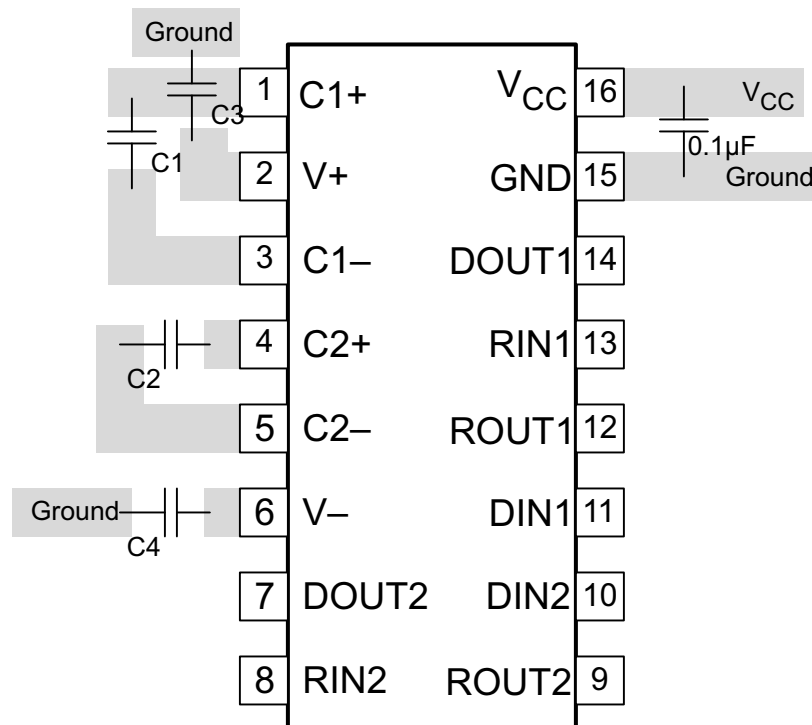 Ground
1 C1+ VCC 16 VCC
C3
C1 0.1µF
2 V+ GND 15 Ground
3 C1– DOUT1 14
4 C2+ RIN1 13
C2
5 C2– ROUT1 12
Ground 6 V– DIN1 11
C4
7 DOUT2 DIN2 10
8 RIN2 ROUT2 9